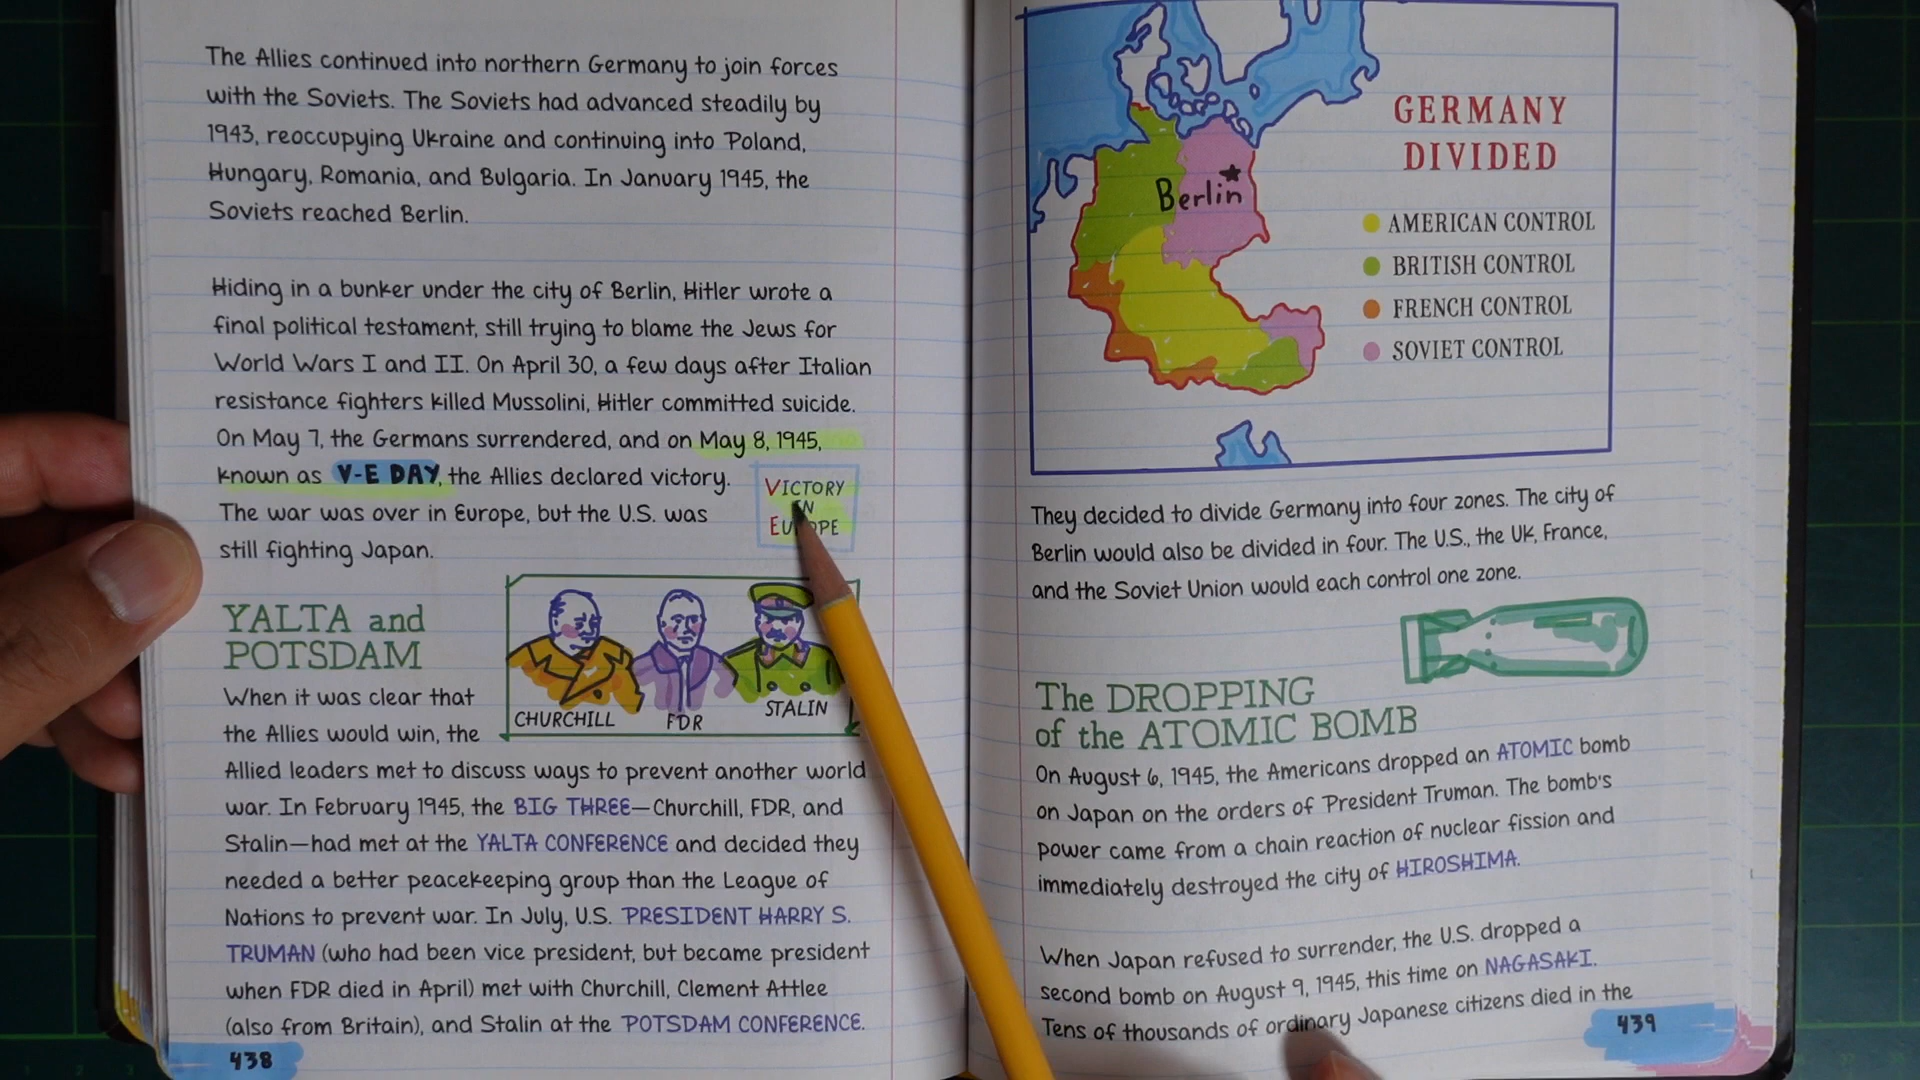 The Allies continued into northern Germany to join forces
with the Soviets. The Soviets had advanced steadily by
1943, reoccupying Ukraine and continuing into Poland,
Hungary, Romania, and Bulgaria. In January 1945, the
Soviets reached Berlin.
Hiding in a bunker under the city of Berlin, Hitler wrote a
final political testament, still trying to blame the Jews for
World Wars I and II. On April 30, a few days after Italian
resistance fighters killed Mussolini, Hitler committed suicide.
On May 7, the Germans surrendered, and on May 8, 1945,
known as V-E DAY, the Allies declared victory.
The war was over in Europe, but the U.S. was
still fighting Japan.
VICTORY
IN
EUROPE
YALTA and
POTSDAM
CHURCHILL
FDR
STALIN
When it was clear that
the Allies would win, the
Allied leaders met to discuss ways to prevent another world
war. In February 1945, the BIG THREE—Churchill, FDR, and
Stalin—had met at the YALTA CONFERENCE and decided they
needed a better peacekeeping group than the League of
Nations to prevent war. In July, U.S. PRESIDENT HARRY S.
TRUMAN (who had been vice president, but became president
when FDR died in April) met with Churchill, Clement Attlee
(also from Britain), and Stalin at the POTSDAM CONFERENCE.
438
GERMANY
DIVIDED
Berlin
AMERICAN CONTROL
BRITISH CONTROL
FRENCH CONTROL
SOVIET CONTROL
They decided to divide Germany into four zones. The city of
Berlin would also be divided in four. The U.S., the UK, France,
and the Soviet Union would each control one zone.
The DROPPING
of the ATOMIC BOMB
On August 6, 1945, the Americans dropped an ATOMIC bomb
on Japan on the orders of President Truman. The bomb's
power came from a chain reaction of nuclear fission and
immediately destroyed the city of HIROSHIMA.
When Japan refused to surrender, the U.S. dropped a
second bomb on August 9, 1945, this time on NAGASAKI.
Tens of thousands of ordinary Japanese citizens died in the
439